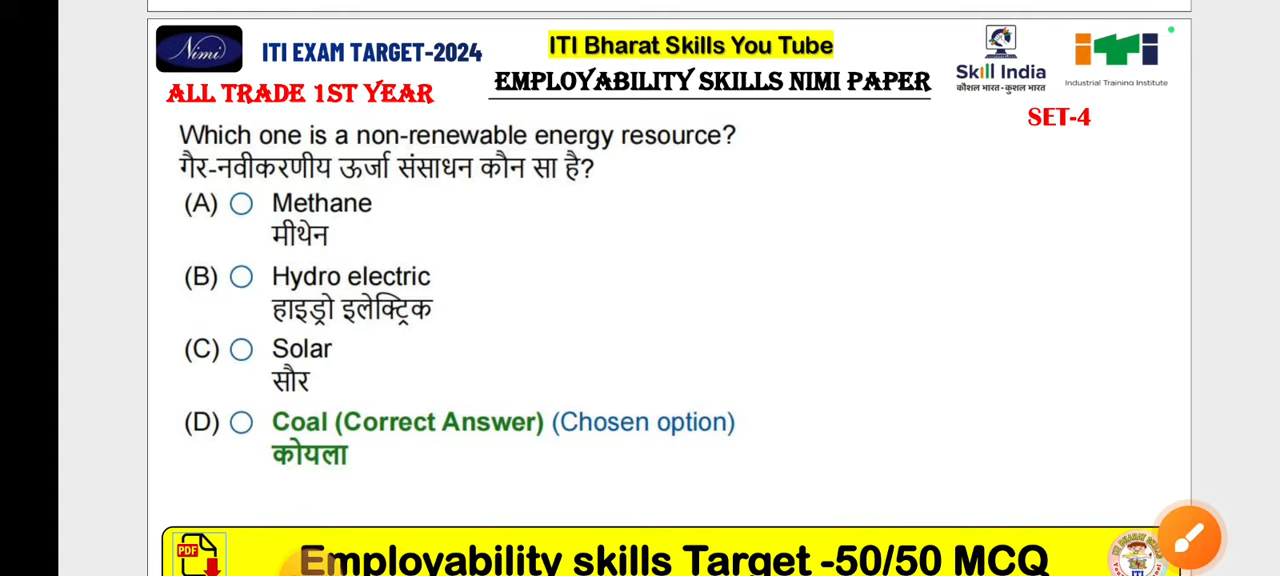 Nimi
ITI EXAM TARGET-2024
ITI Bharat Skills You Tube
Skill India
कौशल भारत-कुशल भारत
iTi
Industrial Training Institute
ALL TRADE 1ST YEAR
EMPLOYABILITY SKILLS NIMI PAPER
SET-4
Which one is a non-renewable energy resource?
गैर-नवीकरणीय ऊर्जा संसाधन कौन सा है?
(A) Methane
मीथेन
(B) Hydro electric
हाइड्रो इलेक्ट्रिक
(C) Solar
सौर
(D) Coal (Correct Answer) (Chosen option)
कोयला
PDF
Employability skills Target -50/50 MCQ